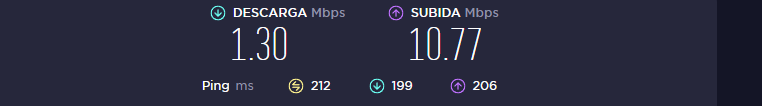 DESCARGA Mbps SUBIDA Mbps
1.30 10.77
Ping ms 212 199 206